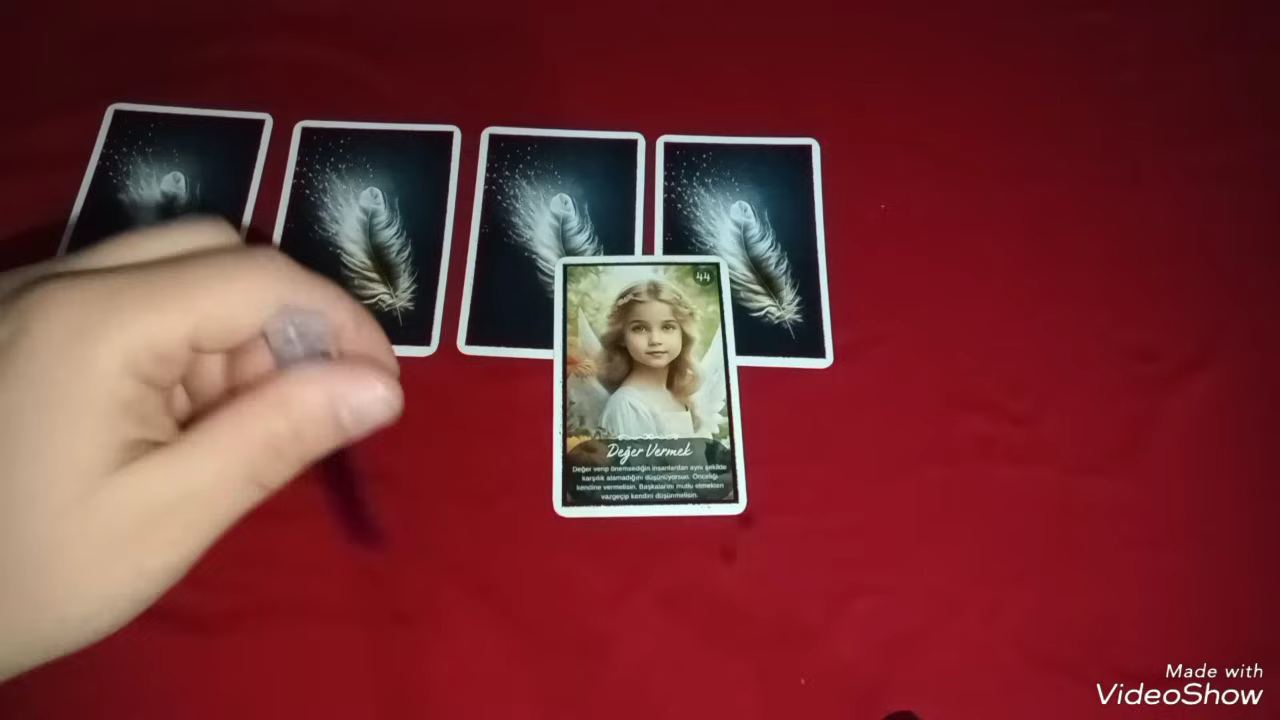 44
Değer Vermek
Değer verip önemsediğin insanlardan aynı şekilde
karşılık alamadığını düşünüyorsun. Önceliği
kendine vermelisin. Başkalarını mutlu etmekten
vazgeçip kendini düşünmelisin.
Made with
VideoShow